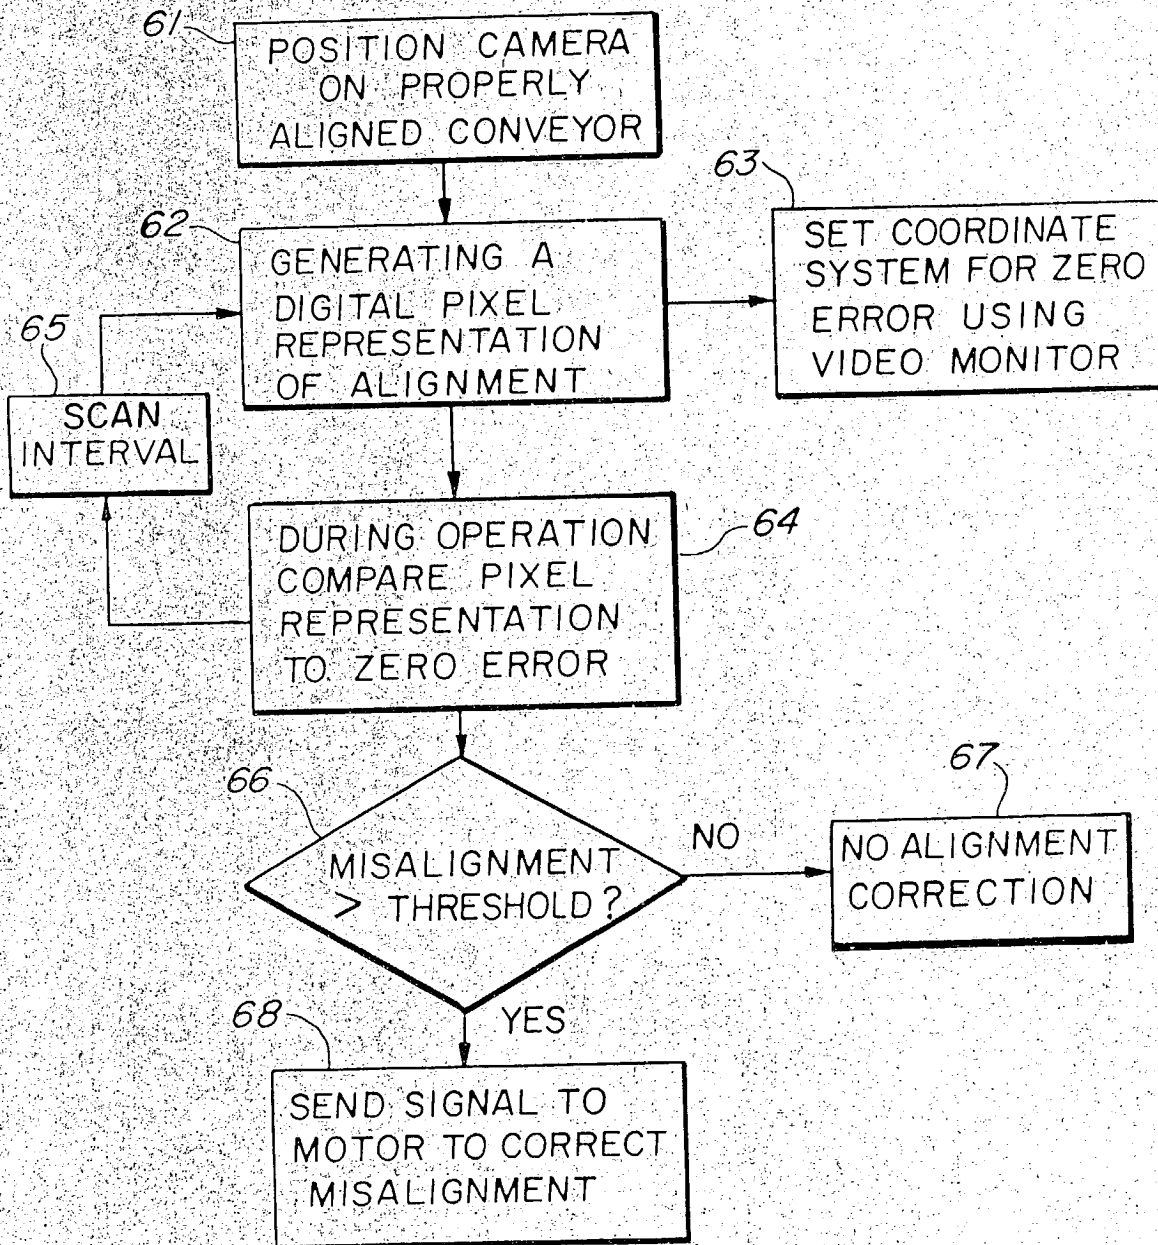 61
POSITION CAMERA
ON PROPERLY
ALIGNED CONVEYOR
62
GENERATING A
DIGITAL PIXEL
REPRESENTATION
OF ALIGNMENT
63
SET COORDINATE
SYSTEM FOR ZERO
ERROR USING
VIDEO MONITOR
65
SCAN
INTERVAL
64
DURING OPERATION
COMPARE PIXEL
REPRESENTATION
TO ZERO ERROR
66
MISALIGNMENT
> THRESHOLD?
NO
67
NO ALIGNMENT
CORRECTION
YES
68
SEND SIGNAL TO
MOTOR TO CORRECT
MISALIGNMENT